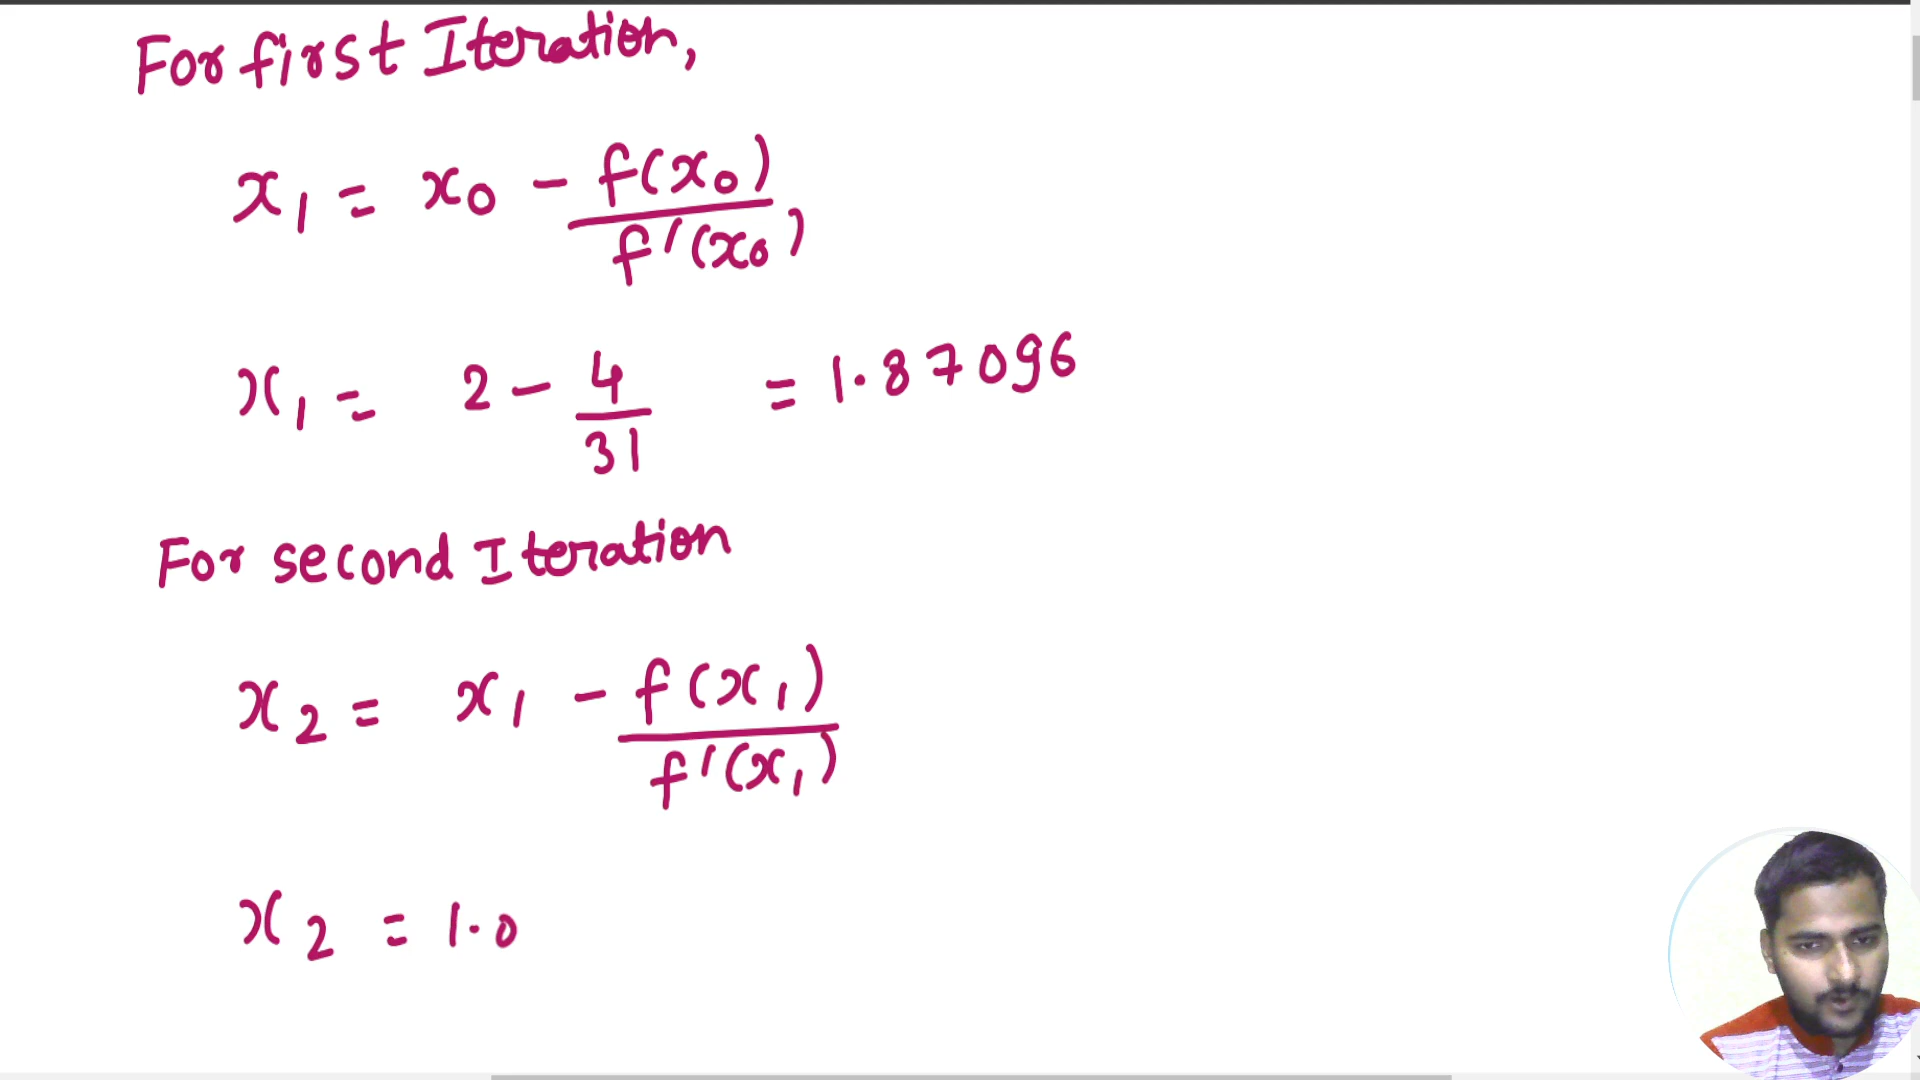 For first Iteration,
x₁ = x₀ - f(x₀) / f'(x₀)
x₁ = 2 - 4/31 = 1.87096
For second Iteration
x₂ = x₁ - f(x₁) / f'(x₁)
x₂ = 1.0